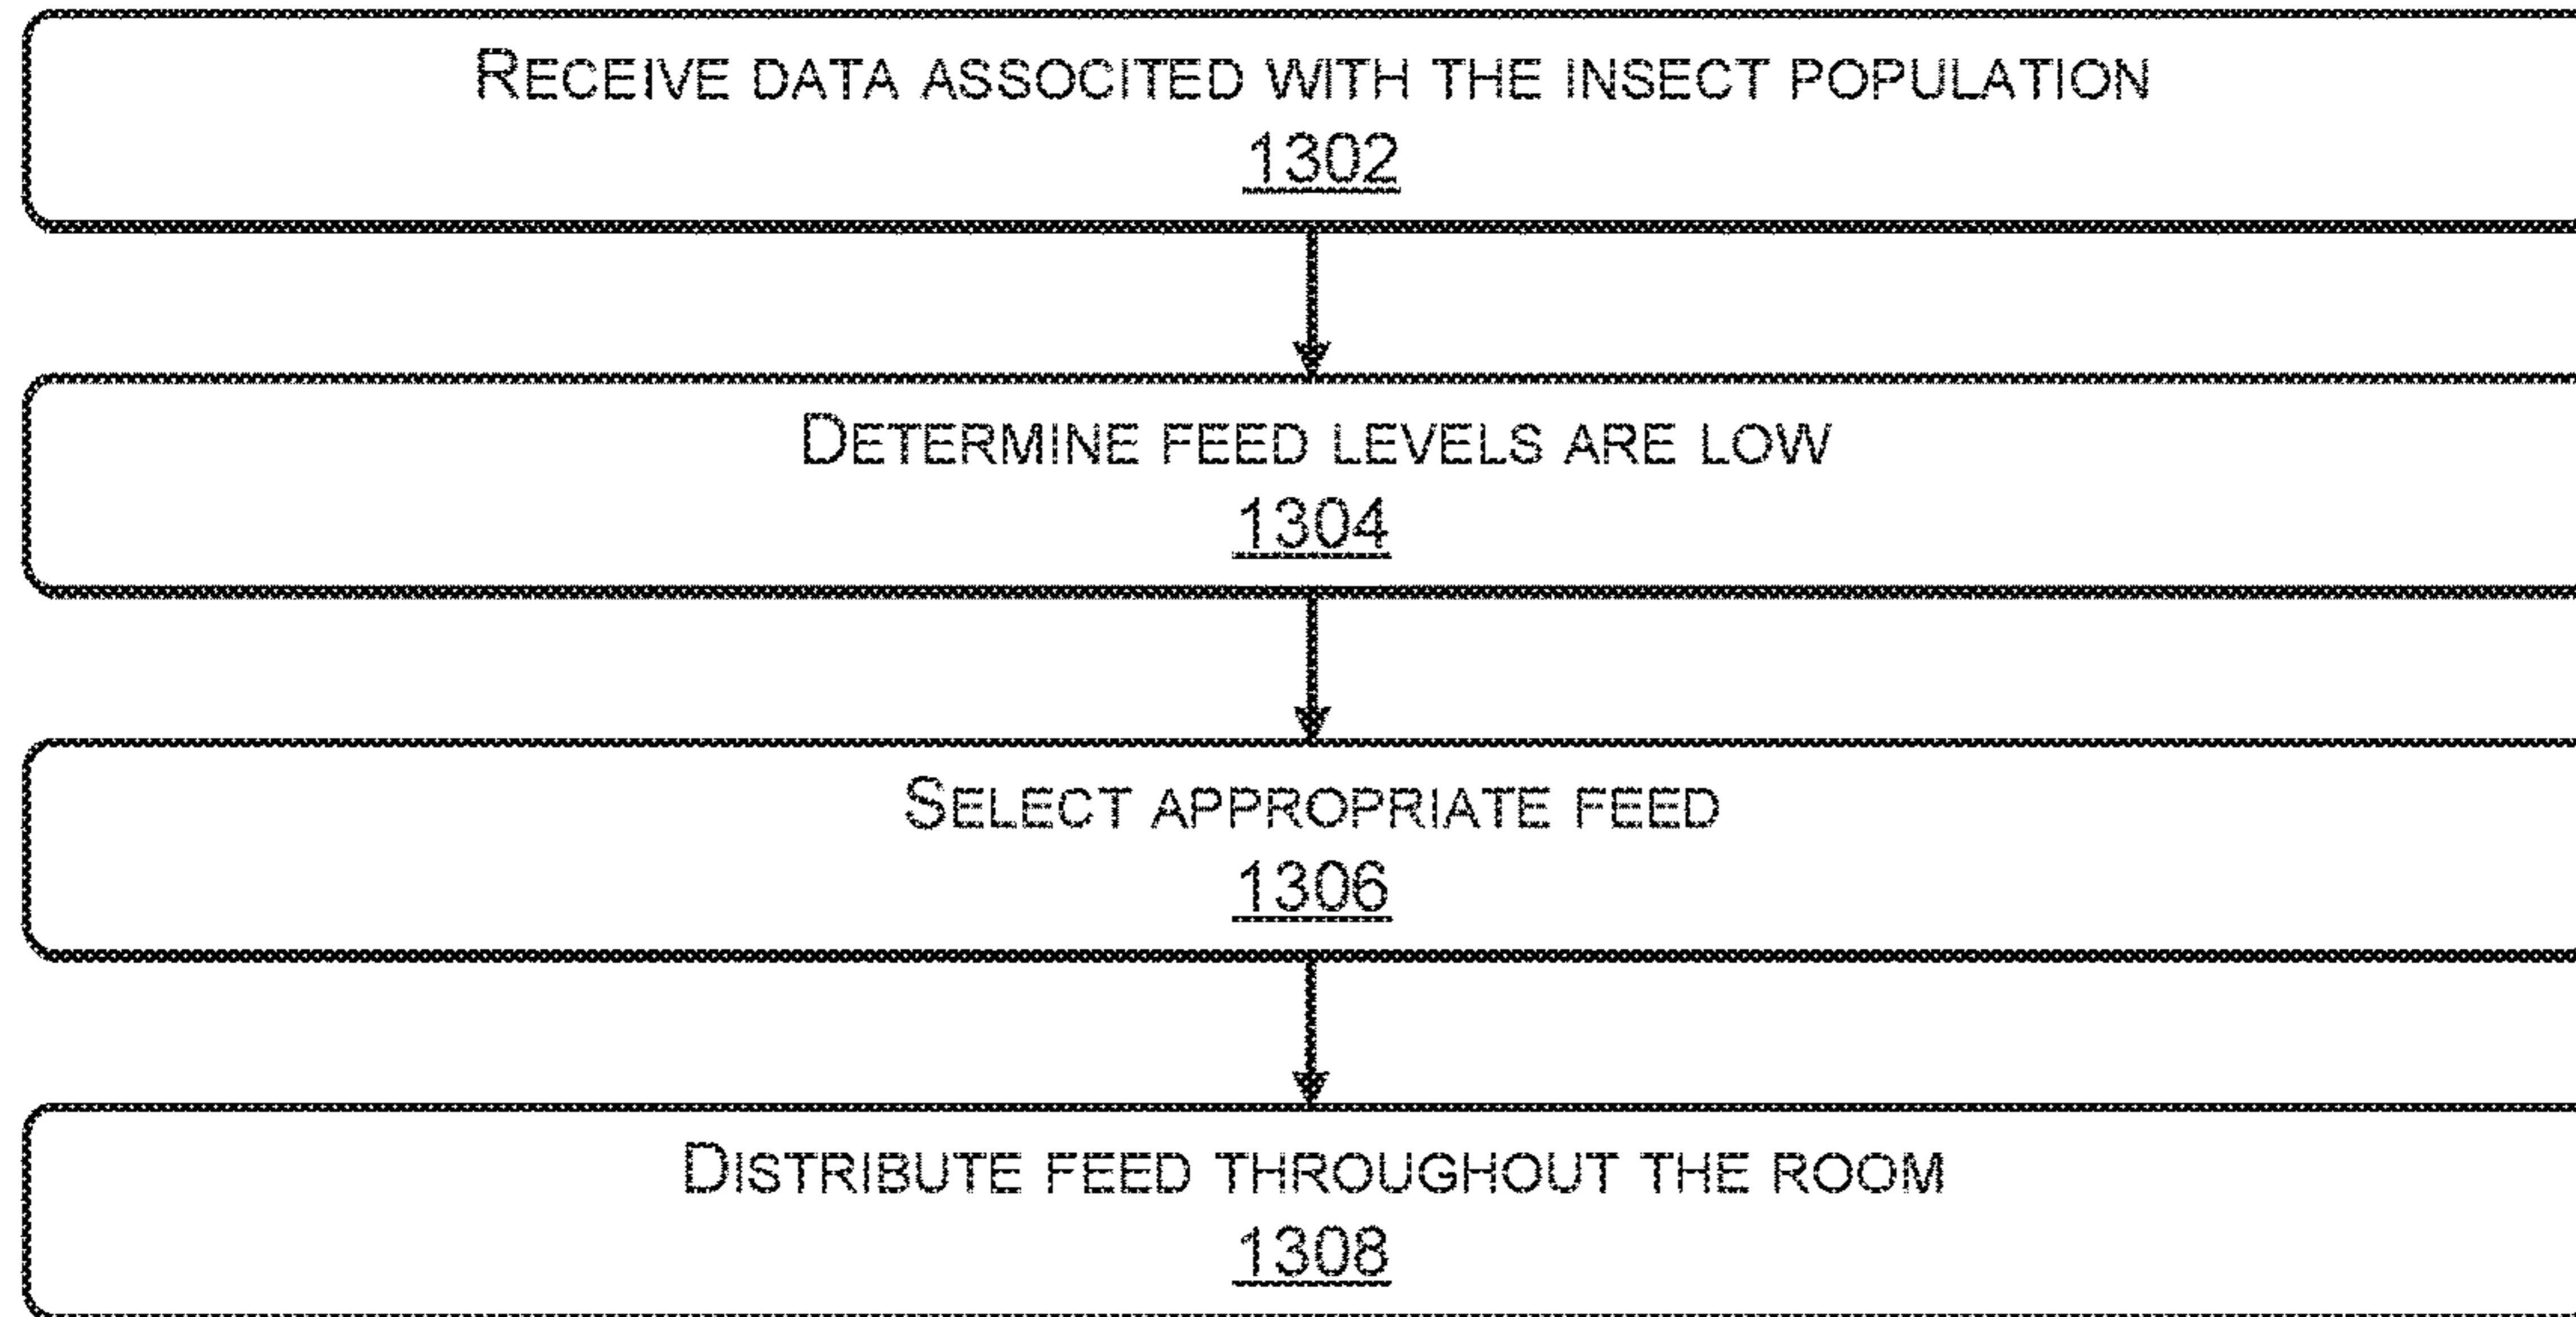 RECEIVE DATA ASSOCITED WITH THE INSECT POPULATION
1302
DETERMINE FEED LEVELS ARE LOW
1304
SELECT APPROPRIATE FEED
1306
DISTRIBUTE FEED THROUGHOUT THE ROOM
1308